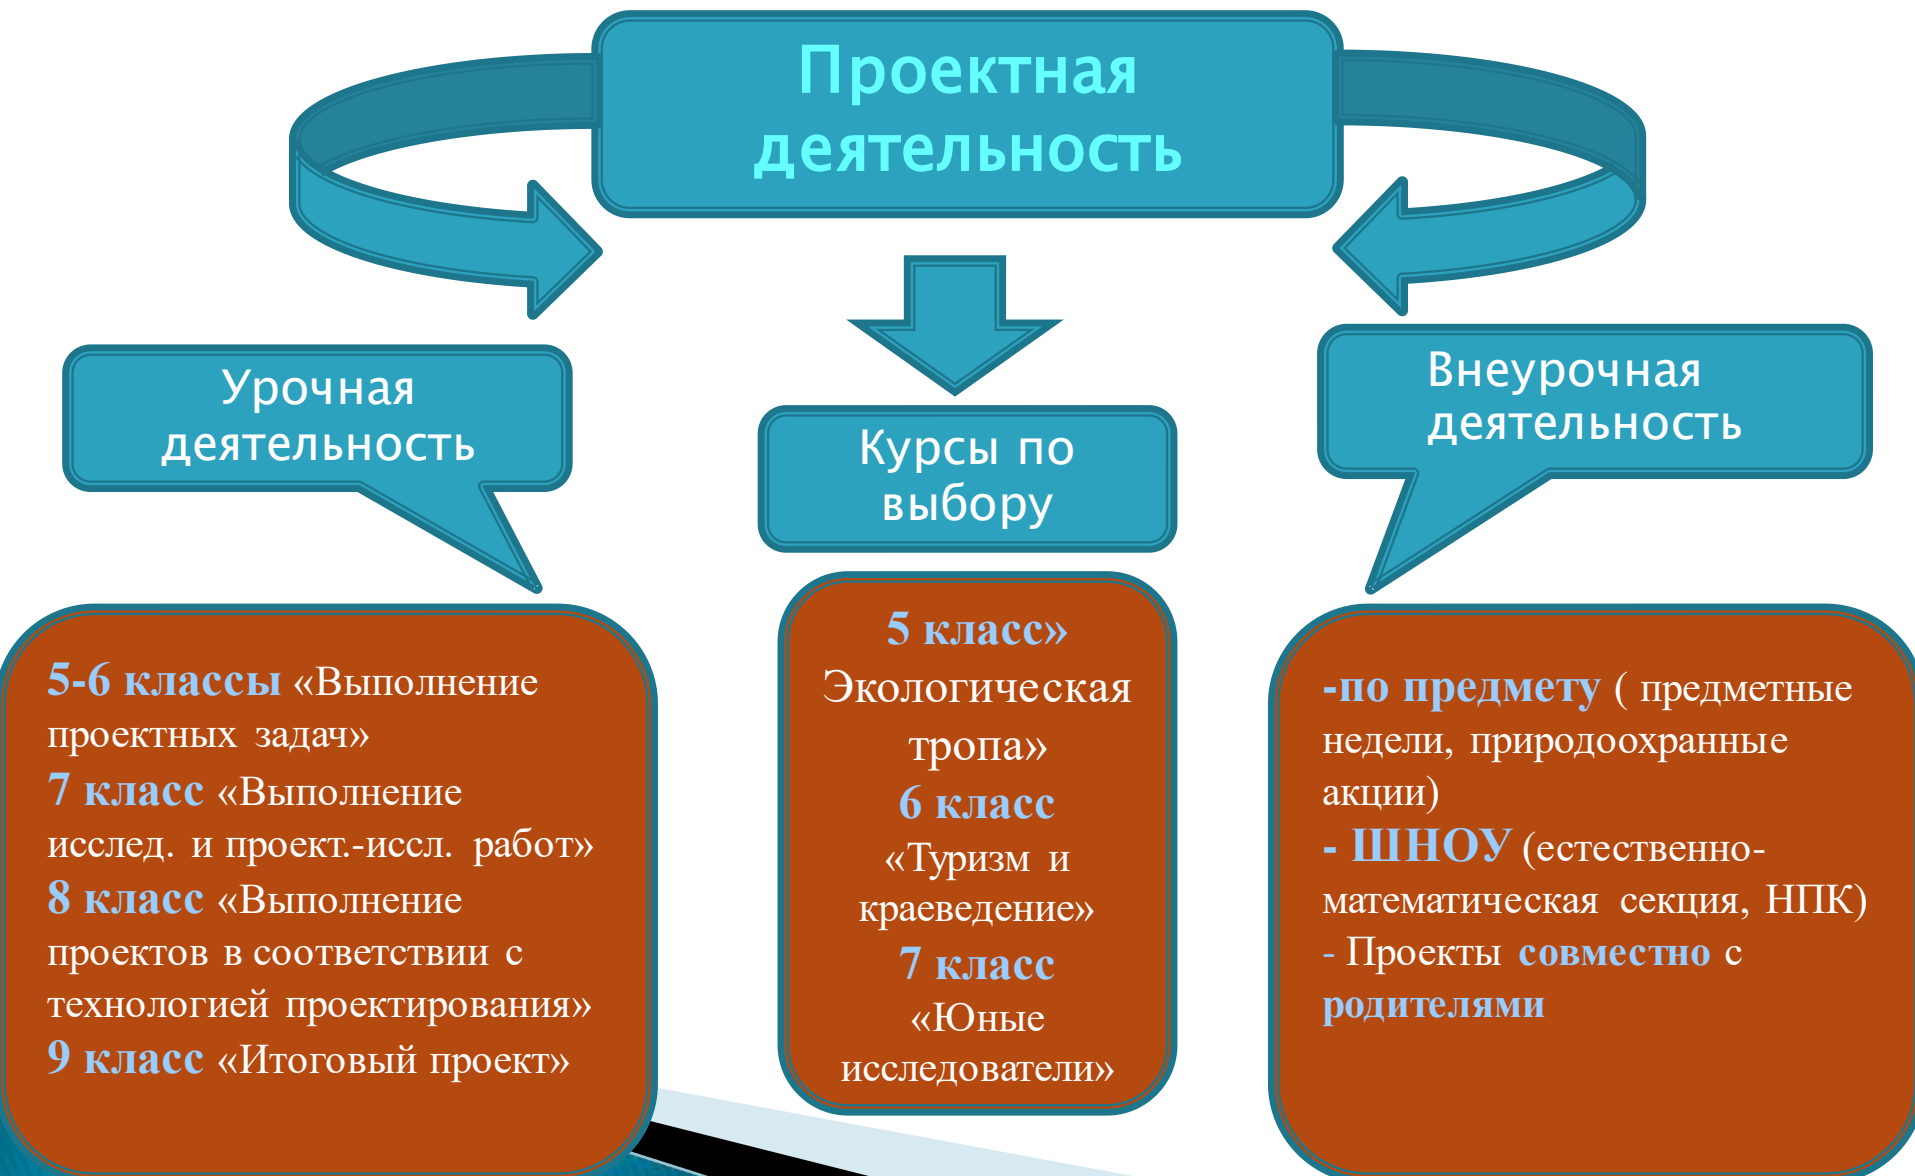 Проектная
деятельность
Урочная
деятельность
Курсы по
выбору
Внеурочная
деятельность
5-6 классы «Выполнение
проектных задач»
7 класс «Выполнение
исслед. и проект.-иссл. работ»
8 класс «Выполнение
проектов в соответствии с
технологией проектирования»
9 класс «Итоговый проект»
5 класс»
Экологическая
тропа»
6 класс
«Туризм и
краеведение»
7 класс
«Юные
исследователи»
-по предмету ( предметные
недели, природоохранные
акции)
- ШНОУ (естественно-
математическая секция, НПК)
- Проекты совместно с
родителями